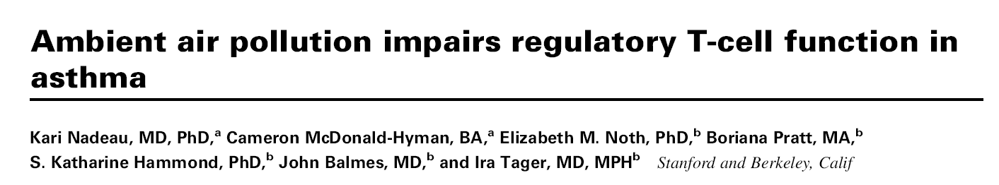 Ambient air pollution impairs regulatory T-cell function in
asthma
Kari Nadeau, MD, PhD,a Cameron McDonald-Hyman, BA,a Elizabeth M. Noth, PhD,b Boriana Pratt, MA,b
S. Katharine Hammond, PhD,b John Balmes, MD,b and Ira Tager, MD, MPHb Stanford and Berkeley, Calif